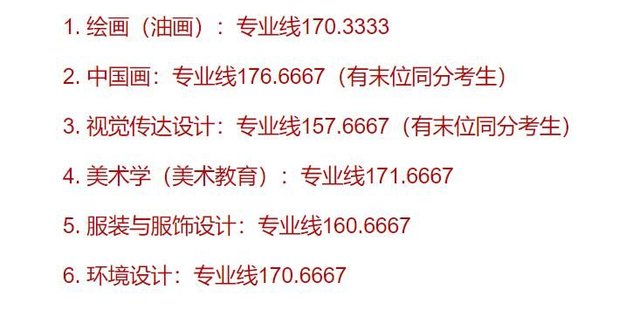 1. 绘画（油画）：专业线170.3333
2. 中国画：专业线176.6667（有末位同分考生）
3. 视觉传达设计：专业线157.6667（有末位同分考生）
4. 美术学（美术教育）：专业线171.6667
5. 服装与服饰设计：专业线160.6667
6. 环境设计：专业线170.6667